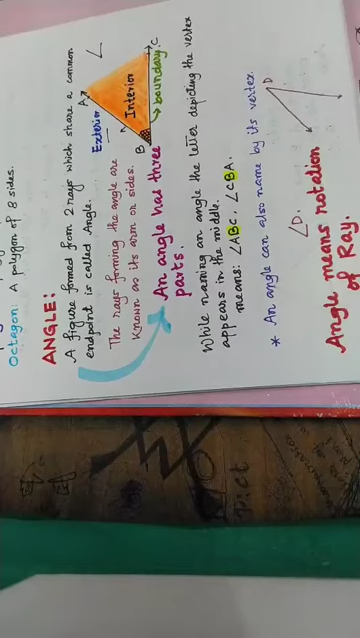 Octagon: A polygon of 8 sides.
ANGLE:
A figure formed from 2 rays which share a common
endpoint is called Angle.
The rays forming the angle are
known as its arm or sides.
An angle has three
parts.
A
Exterior
Interior
B
C
boundary
While naming an angle the letter depicting the vertex
appears in the middle.
means: ∠ABC, ∠CBA.
* An angle can also name by its vertex.
∠D.
D
Angle means notation
of Ray.